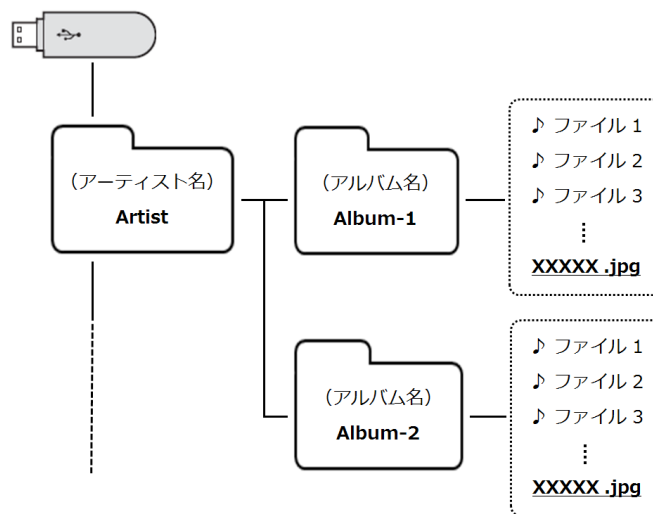 （アーティスト名）
Artist
（アルバム名）
Album-1
♪ ファイル 1
♪ ファイル 2
♪ ファイル 3
⋮
XXXXX .jpg
（アルバム名）
Album-2
♪ ファイル 1
♪ ファイル 2
♪ ファイル 3
⋮
XXXXX .jpg